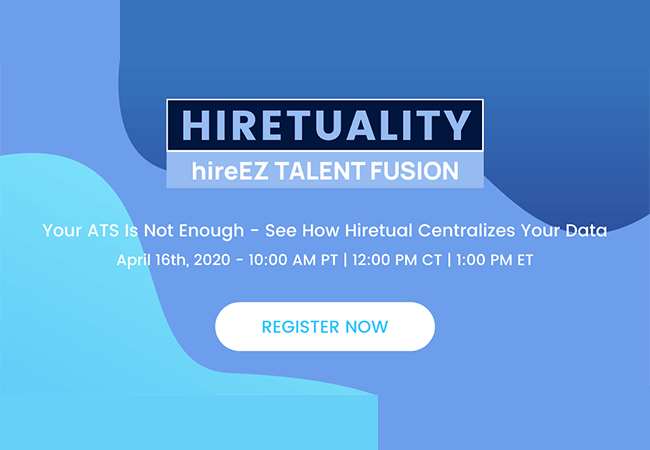 HIRETUALITY
hireEZ TALENT FUSION
Your ATS Is Not Enough - See How Hiretual Centralizes Your Data
April 16th, 2020 - 10:00 AM PT | 12:00 PM CT | 1:00 PM ET
REGISTER NOW